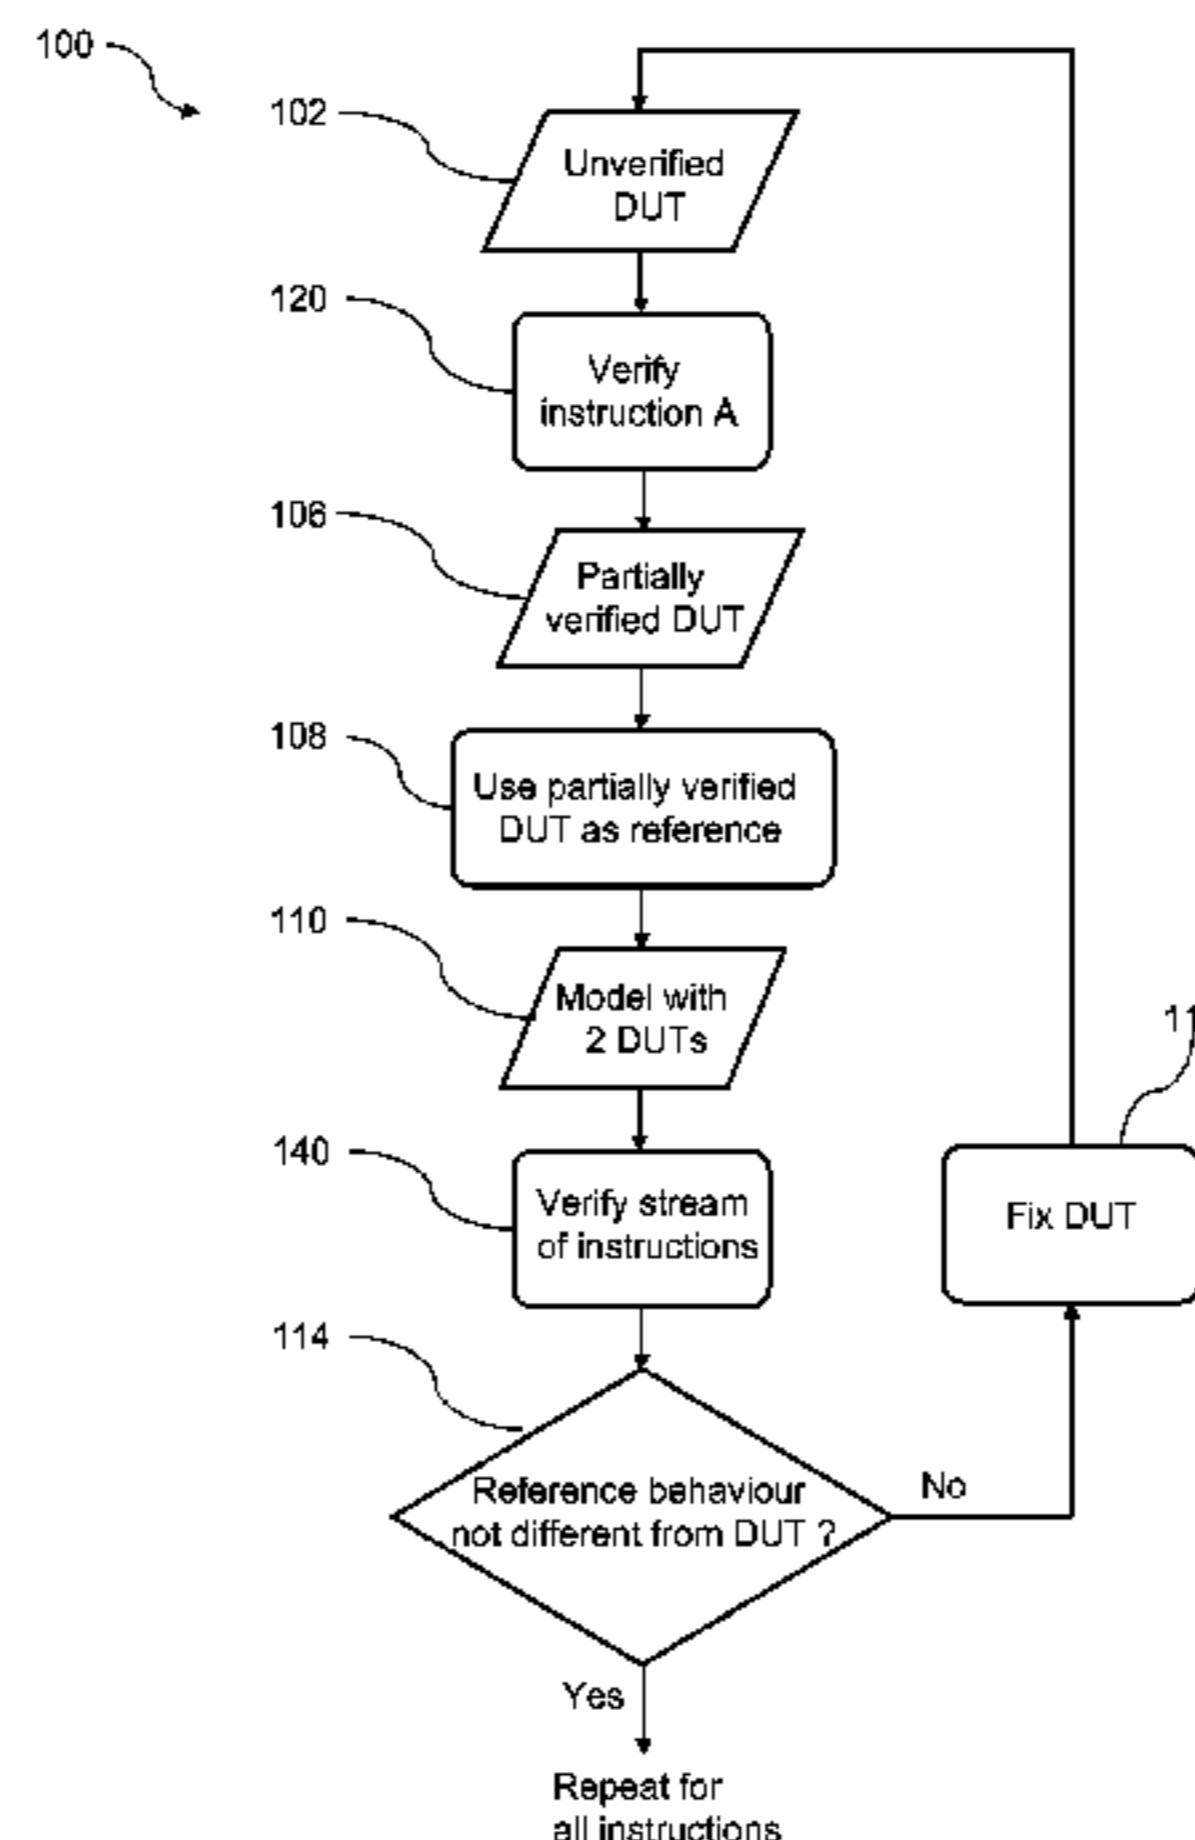 100
102
Unverified
DUT
120
Verify
instruction A
106
Partially
verified DUT
108
Use partially verified
DUT as reference
110
Model with
2 DUTs
140
Verify stream
of instructions
Fix DUT
114
Reference behaviour
not different from DUT ?
No
Yes
Repeat for
all instructions